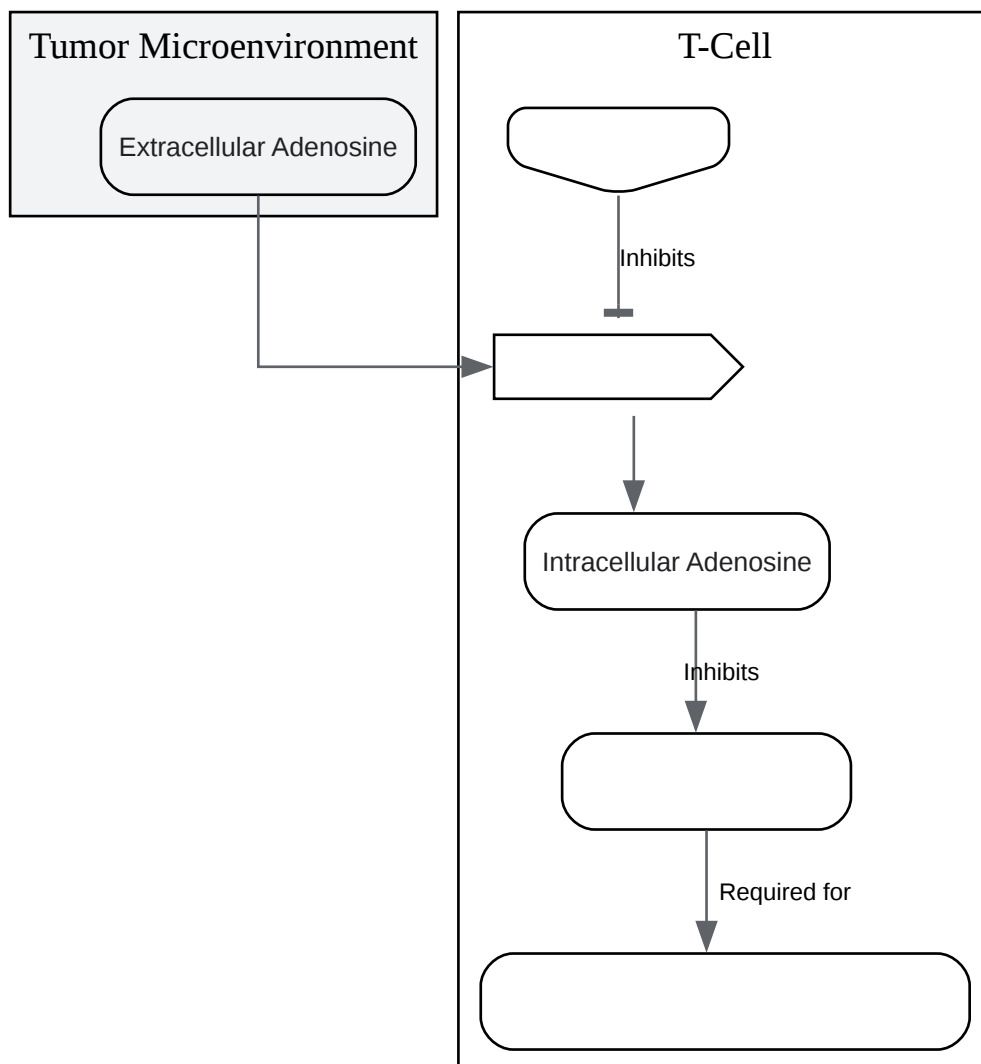 Tumor Microenvironment
Extracellular Adenosine
T-Cell
Inhibits
Intracellular Adenosine
Inhibits
Required for